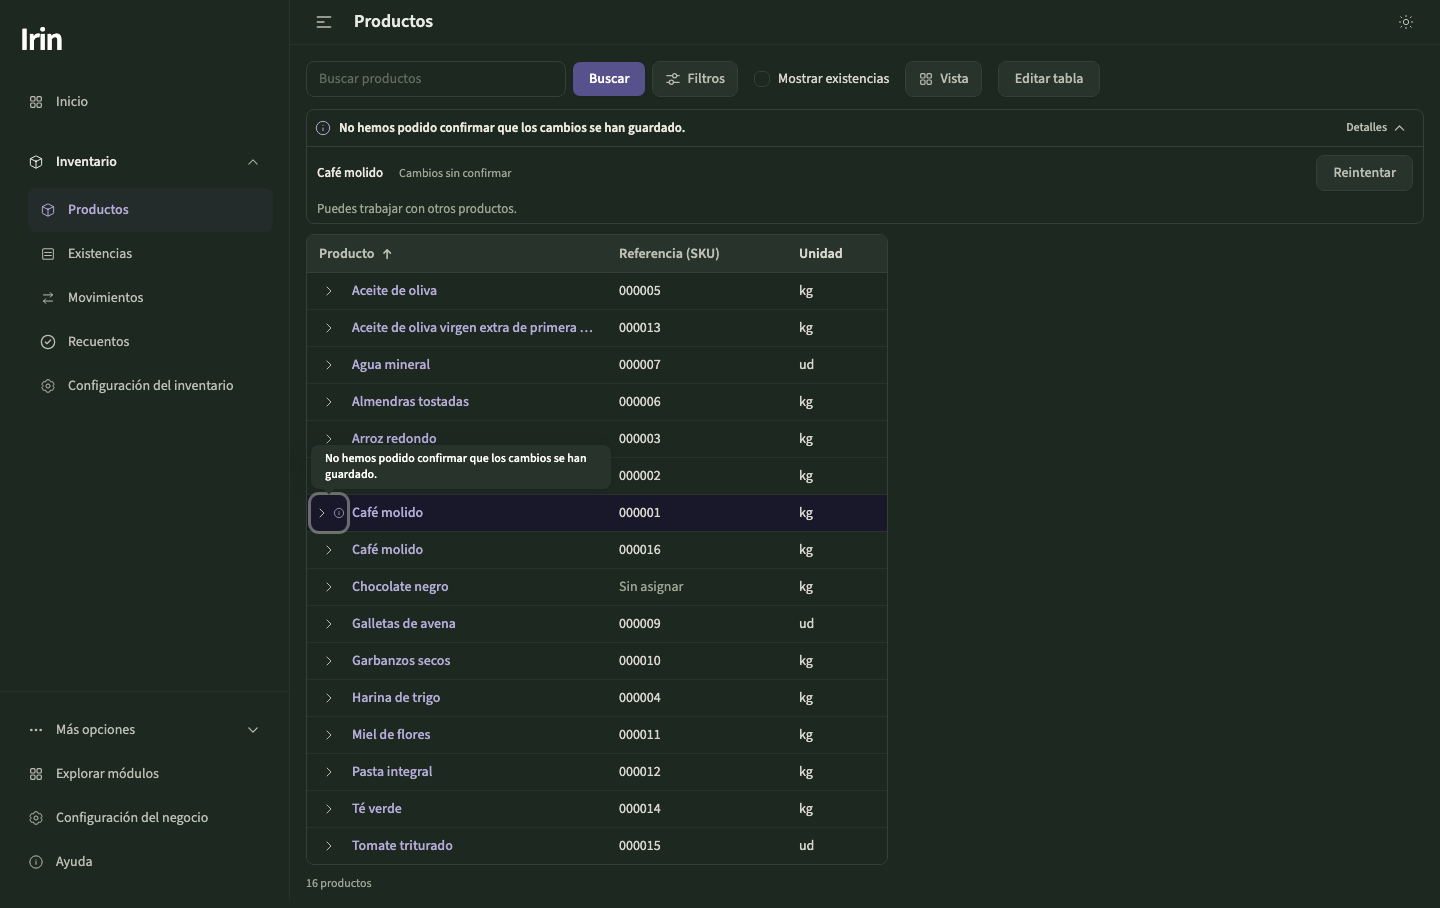 Irin
Productos
Inicio
Inventario
Productos
Existencias
Movimientos
Recuentos
Configuración del inventario
Más opciones
Explorar módulos
Configuración del negocio
Ayuda
Buscar productos
Buscar
Filtros
Mostrar existencias
Vista
Editar tabla
No hemos podido confirmar que los cambios se han guardado.
Detalles
Café molido Cambios sin confirmar
Reintentar
Puedes trabajar con otros productos.
Producto Referencia (SKU) Unidad
Aceite de oliva 000005 kg
Aceite de oliva virgen extra de primera ... 000013 kg
Agua mineral 000007 ud
Almendras tostadas 000006 kg
Arroz redondo 000003 kg
No hemos podido confirmar que los cambios se han
guardado.
000002 kg
Café molido 000001 kg
Café molido 000016 kg
Chocolate negro Sin asignar kg
Galletas de avena 000009 ud
Garbanzos secos 000010 kg
Harina de trigo 000004 kg
Miel de flores 000011 kg
Pasta integral 000012 kg
Té verde 000014 kg
Tomate triturado 000015 ud
16 productos